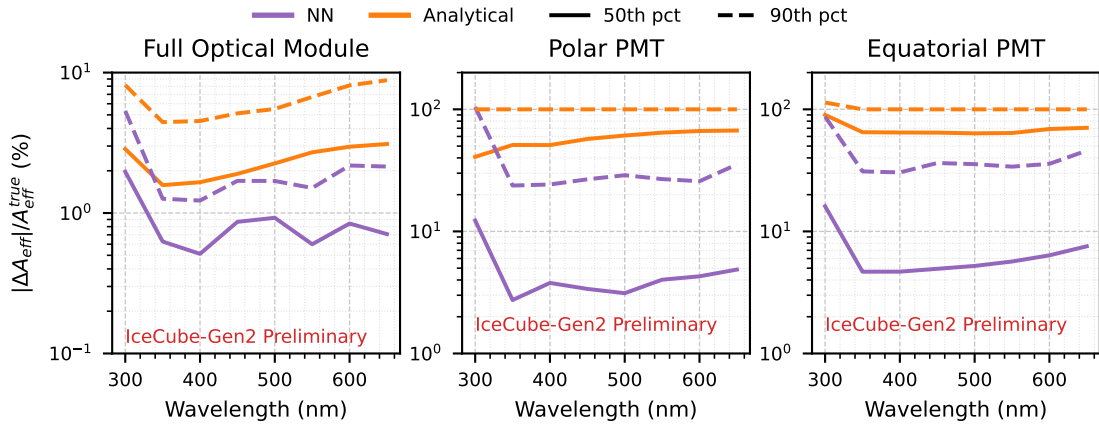 NN Analytical 50th pct 90th pct
Full Optical Module
Polar PMT
Equatorial PMT
|ΔA_eff|/A_eff^true (%)
10^1
10^0
10^-1
IceCube-Gen2 Preliminary
300 400 500 600
Wavelength (nm)
10^2
10^1
10^0
IceCube-Gen2 Preliminary
300 400 500 600
Wavelength (nm)
10^2
10^1
10^0
IceCube-Gen2 Preliminary
300 400 500 600
Wavelength (nm)